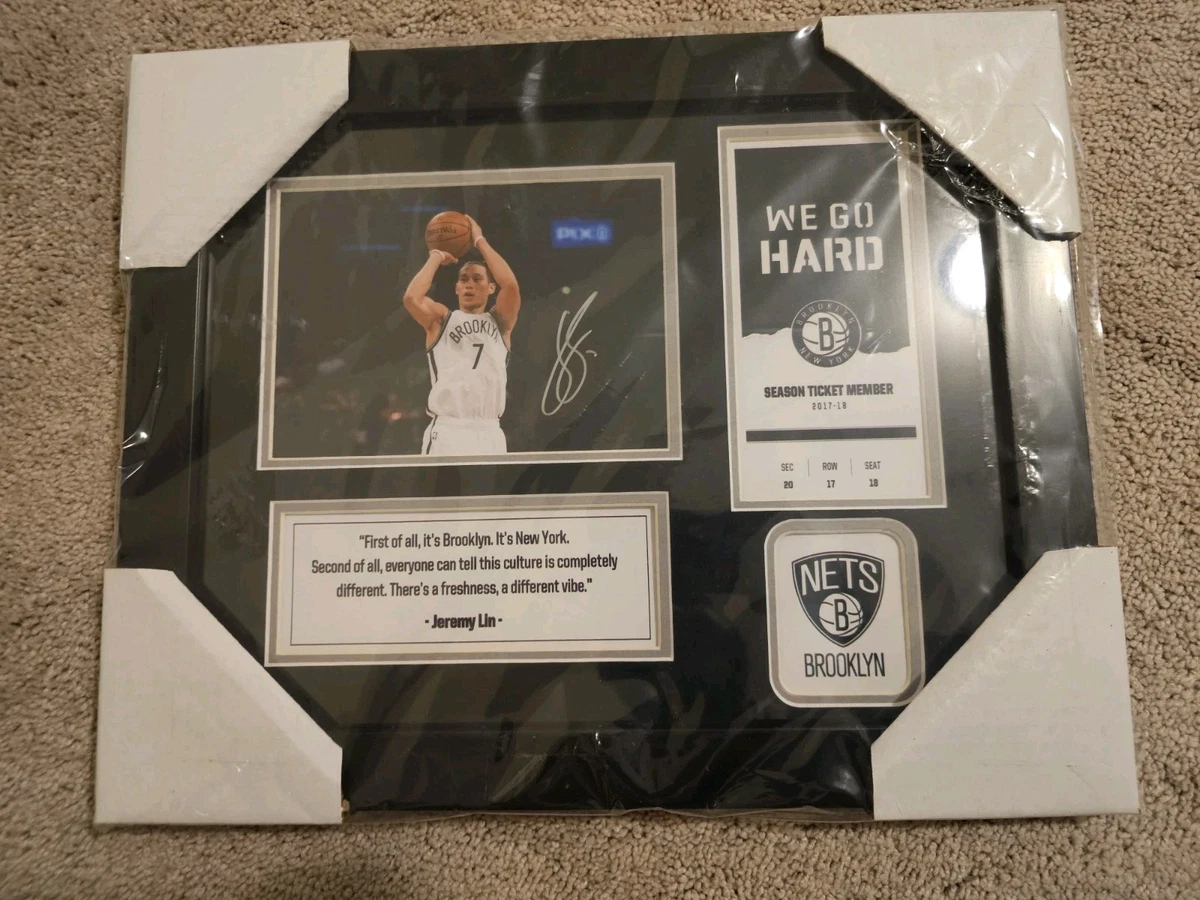 pix11
BROOKLYN
7
"First of all, it's Brooklyn. It's New York.
Second of all, everyone can tell this culture is completely
different. There's a freshness, a different vibe."
- Jeremy Lin -
WE GO
HARD
BROOKLYN
B
NEW YORK
SEASON TICKET MEMBER
2017-18
SEC ROW SEAT
20 17 18
NETS
B
BROOKLYN